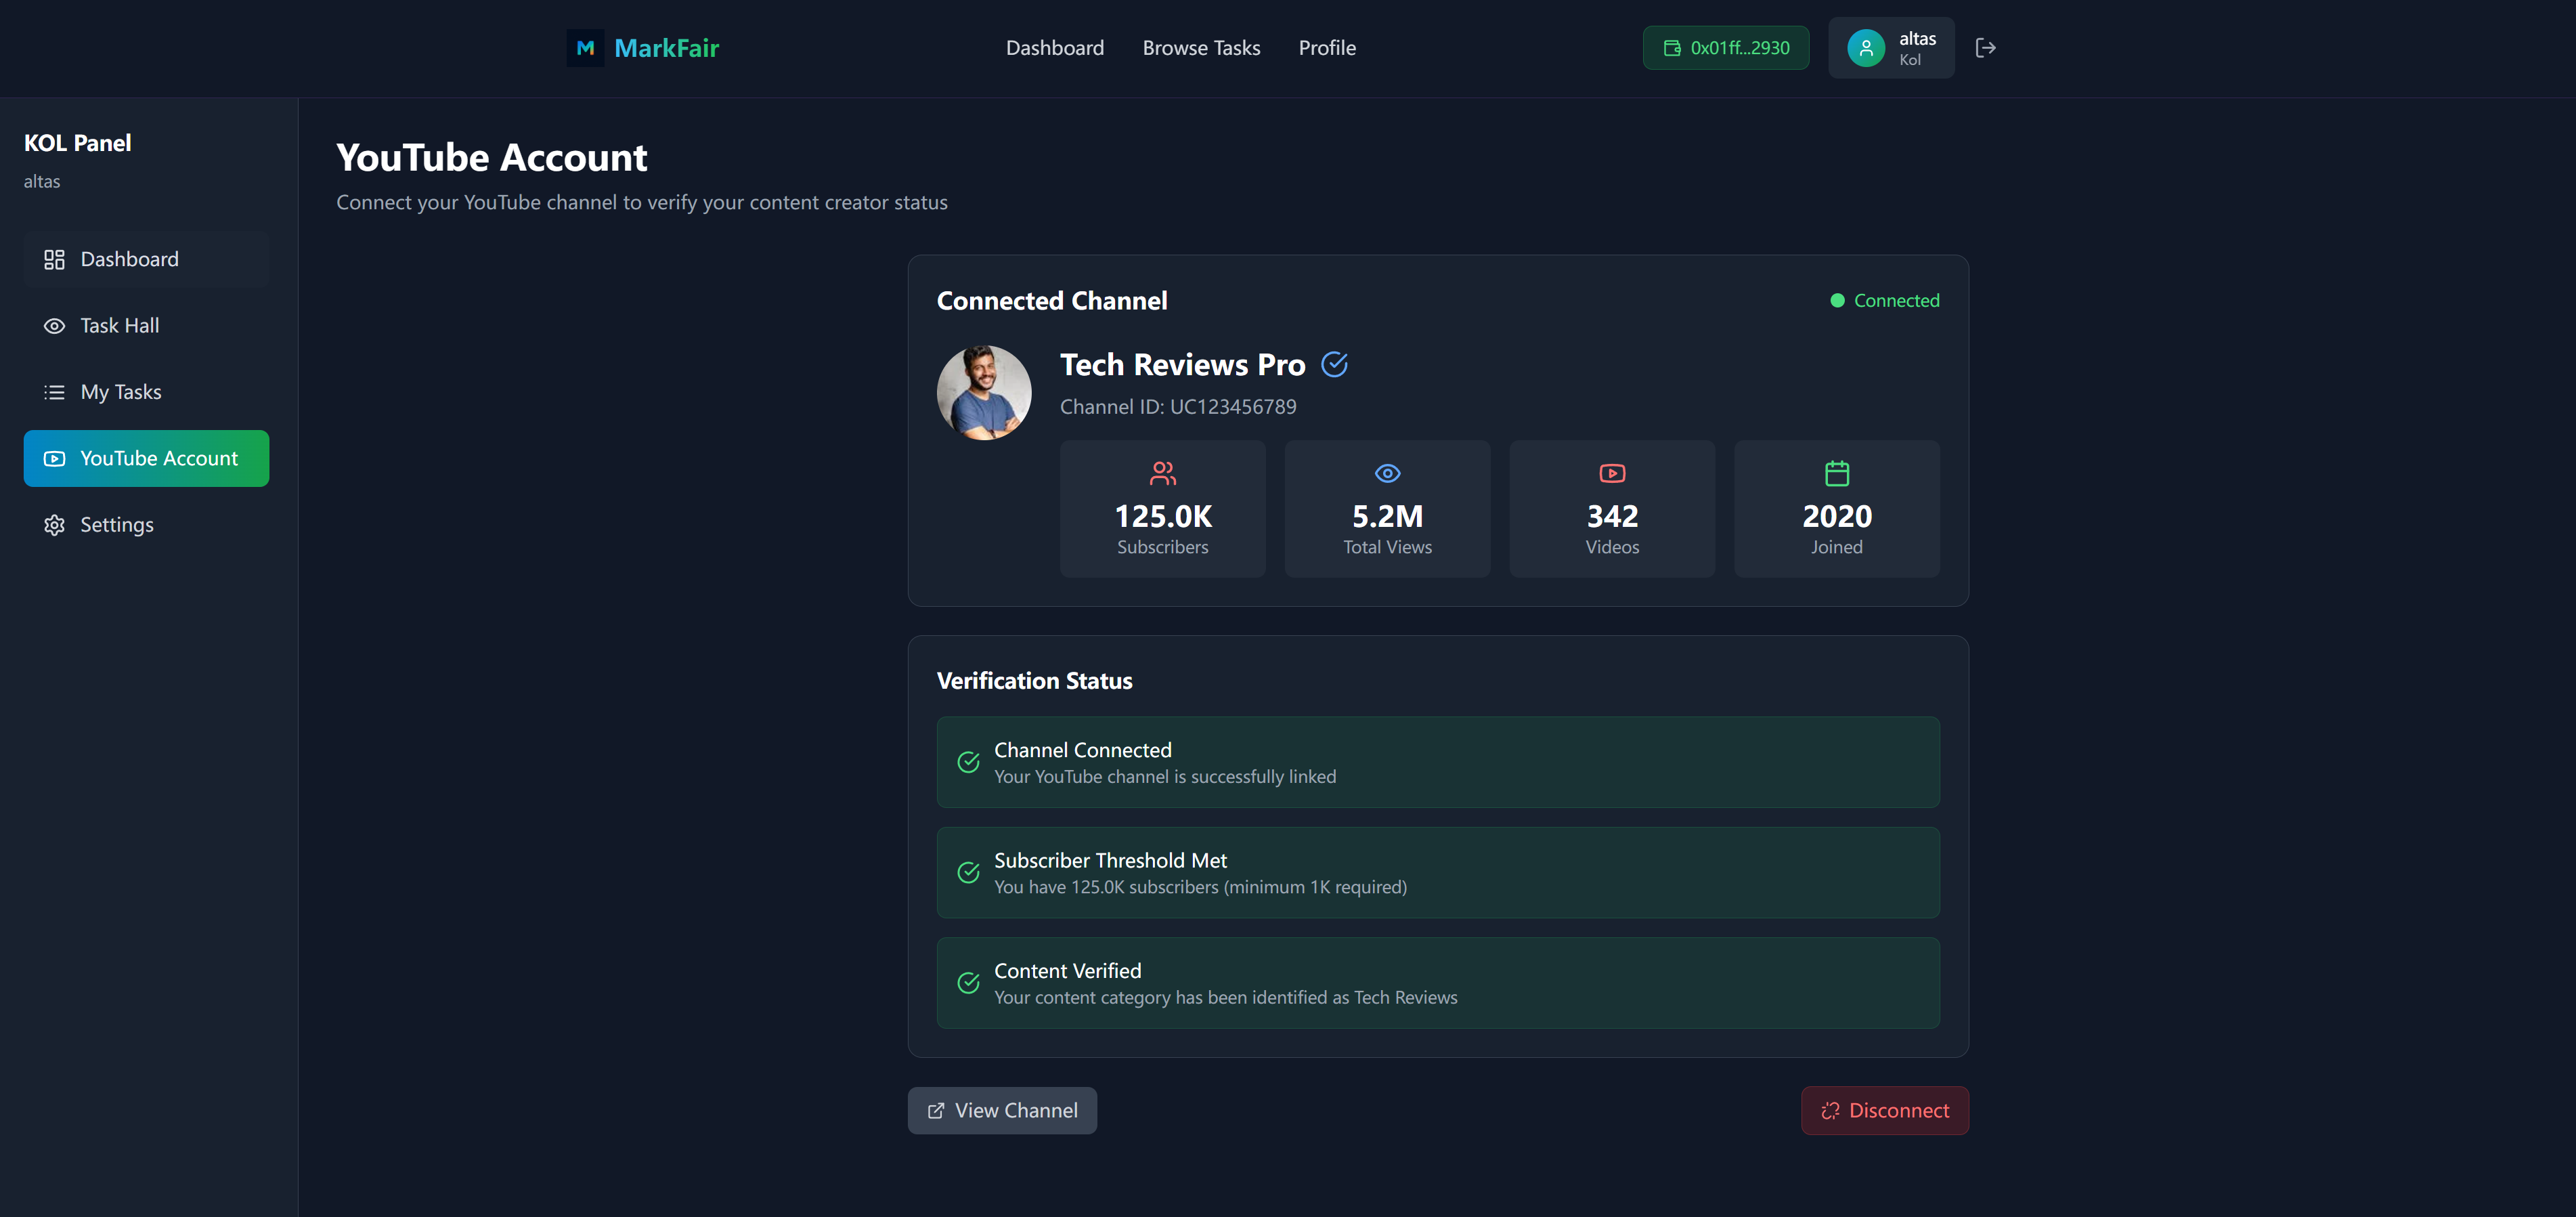 M MarkFair
Dashboard Browse Tasks Profile
0x01ff...2930
altas
Kol
KOL Panel
altas
Dashboard
Task Hall
My Tasks
YouTube Account
Settings
YouTube Account
Connect your YouTube channel to verify your content creator status
Connected Channel
Connected
Tech Reviews Pro
Channel ID: UC123456789
125.0K
Subscribers
5.2M
Total Views
342
Videos
2020
Joined
Verification Status
Channel Connected
Your YouTube channel is successfully linked
Subscriber Threshold Met
You have 125.0K subscribers (minimum 1K required)
Content Verified
Your content category has been identified as Tech Reviews
View Channel
Disconnect